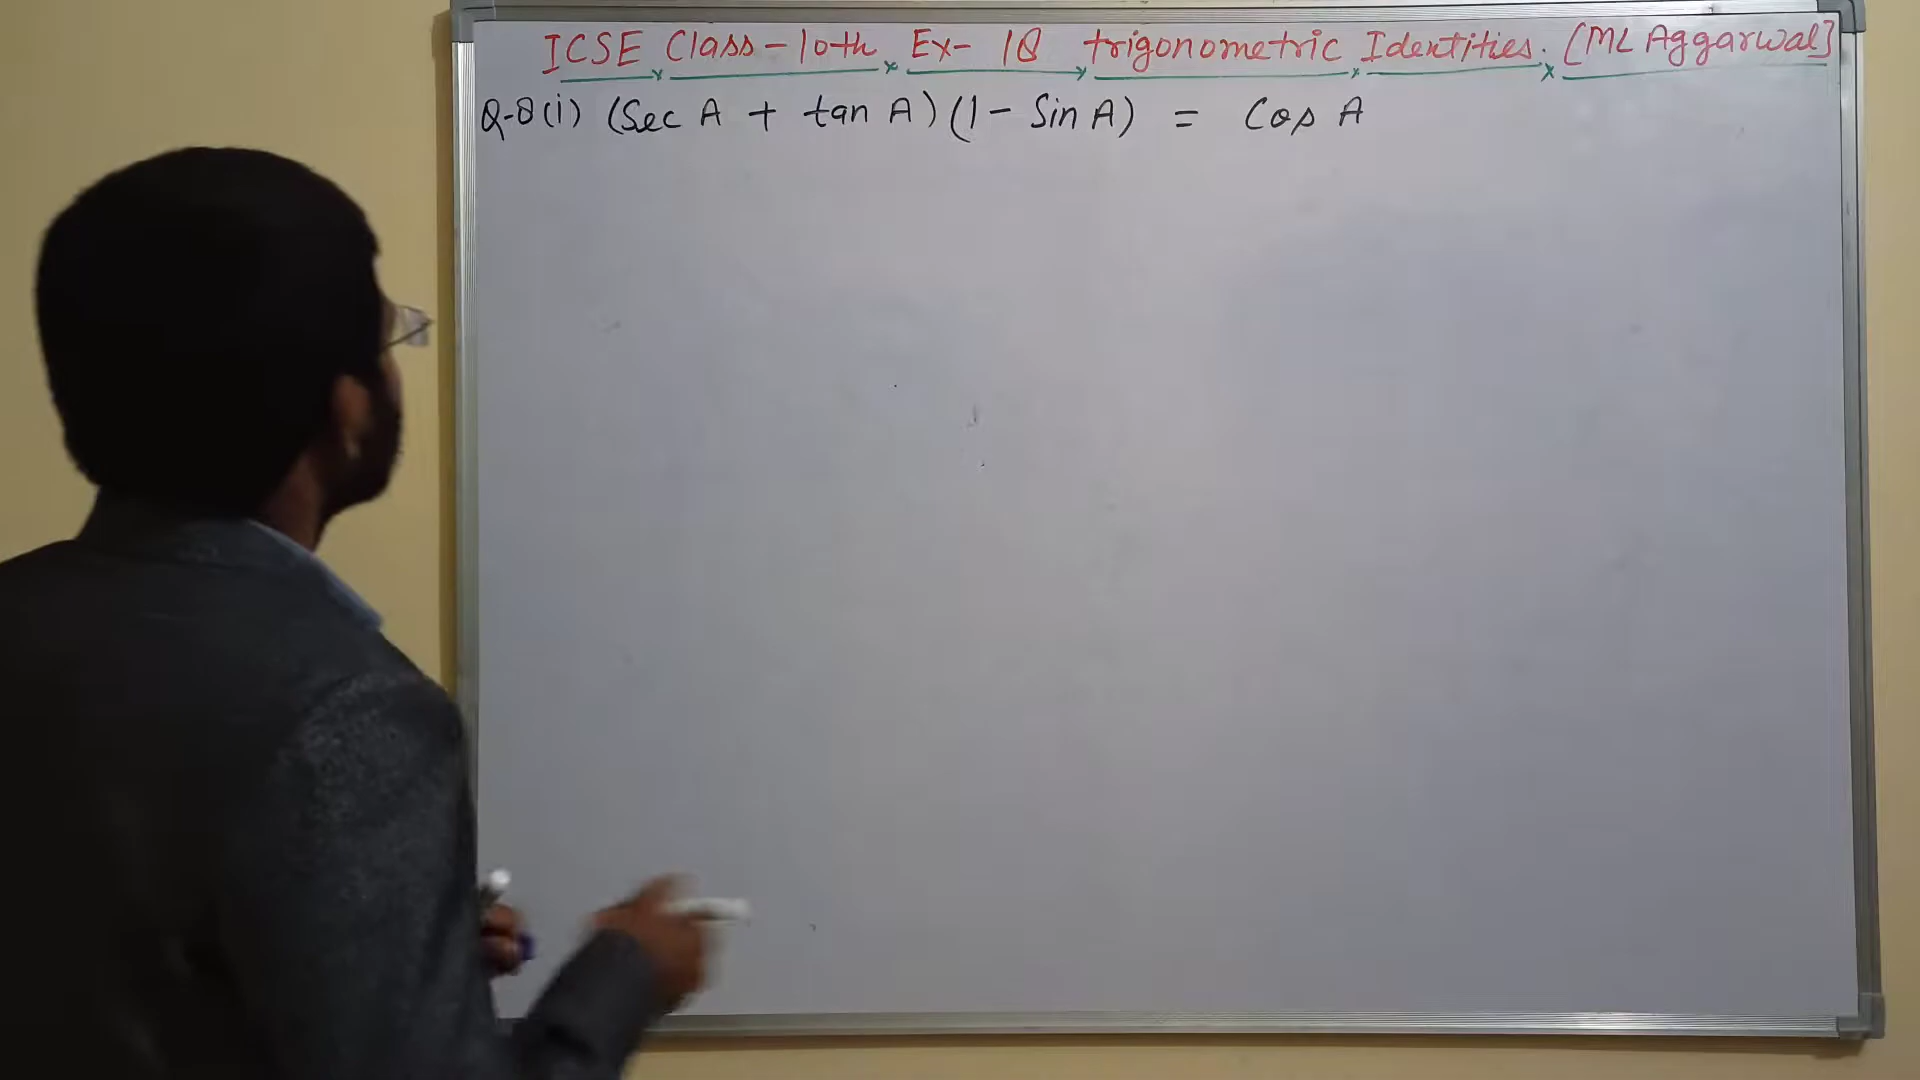 ICSE Class-10th Ex-18 trigonometric Identities. [ML Aggarwal]
Q-8(i) (Sec A + tan A)(1 - Sin A) = Cos A